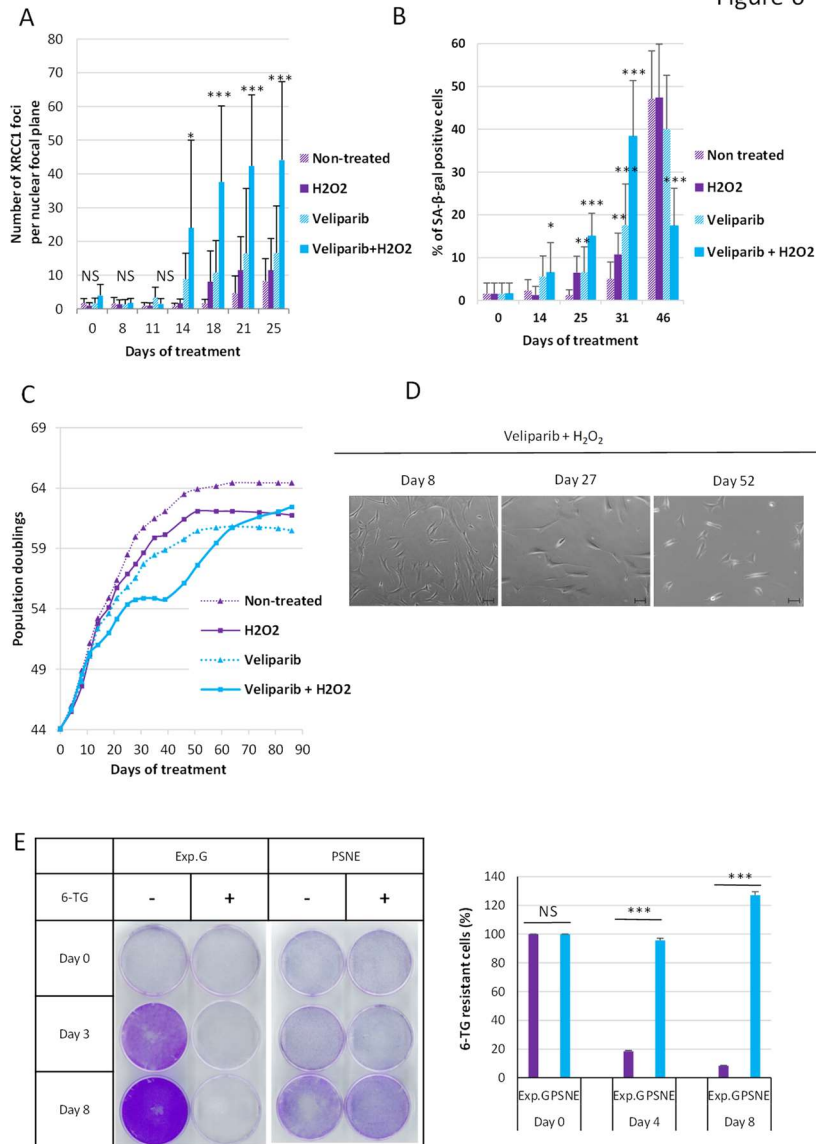 Figure 6
A
80
70
60
50
40
30
20
10
0
Number of XRCC1 foci
per nuclear focal plane
NS
NS
NS
*
***
***
***
0 8 11 14 18 21 25
Days of treatment
Non-treated
H2O2
Veliparib
Veliparib+H2O2
B
60
50
40
30
20
10
0
% of SA-β-gal positive cells
*
**
***
**
***
***
***
0 14 25 31 46
Days of treatment
Non treated
H2O2
Veliparib
Veliparib + H2O2
C
69
64
59
54
49
44
Population doublings
Non-treated
H2O2
Veliparib
Veliparib + H2O2
0 10 20 30 40 50 60 70 80 90
Days of treatment
D
Veliparib + H₂O₂
Day 8 Day 27 Day 52
E
Exp.G PSNE
6-TG - + - +
Day 0
Day 3
Day 8
140
120
100
80
60
40
20
0
6-TG resistant cells (%)
NS
***
***
Exp.G PSNE Exp.G PSNE Exp.G PSNE
Day 0 Day 4 Day 8